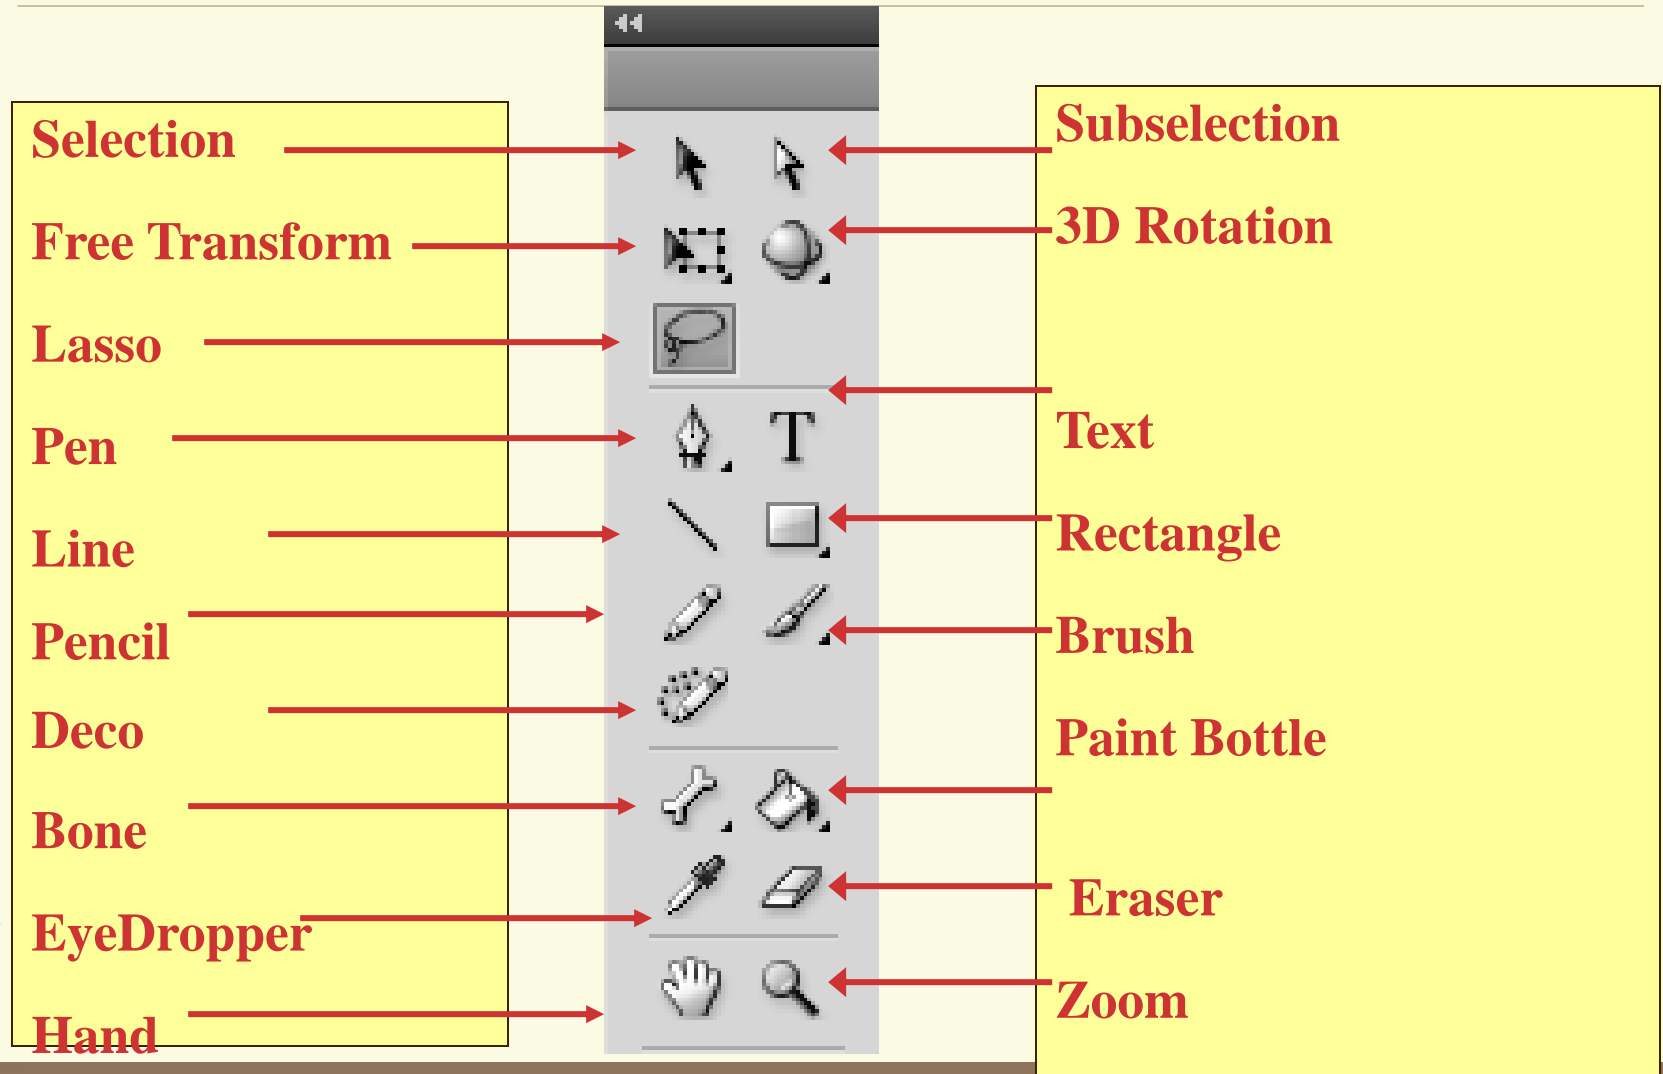 Selection
Free Transform
Lasso
Pen
Line
Pencil
Deco
Bone
EyeDropper
Hand
T
Subselection
3D Rotation
Text
Rectangle
Brush
Paint Bottle
Eraser
Zoom